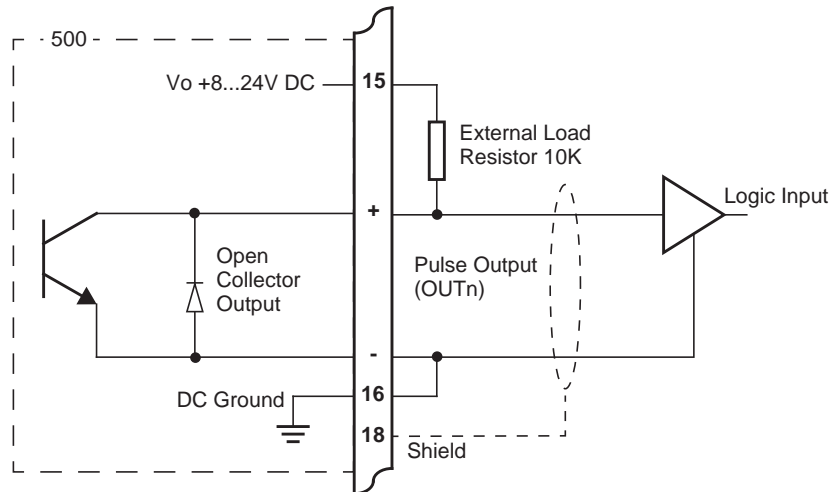 500
Vo +8...24V DC
15
External Load
Resistor 10K
+
Logic Input
Open
Collector
Output
Pulse Output
(OUTn)
-
DC Ground
16
18
Shield